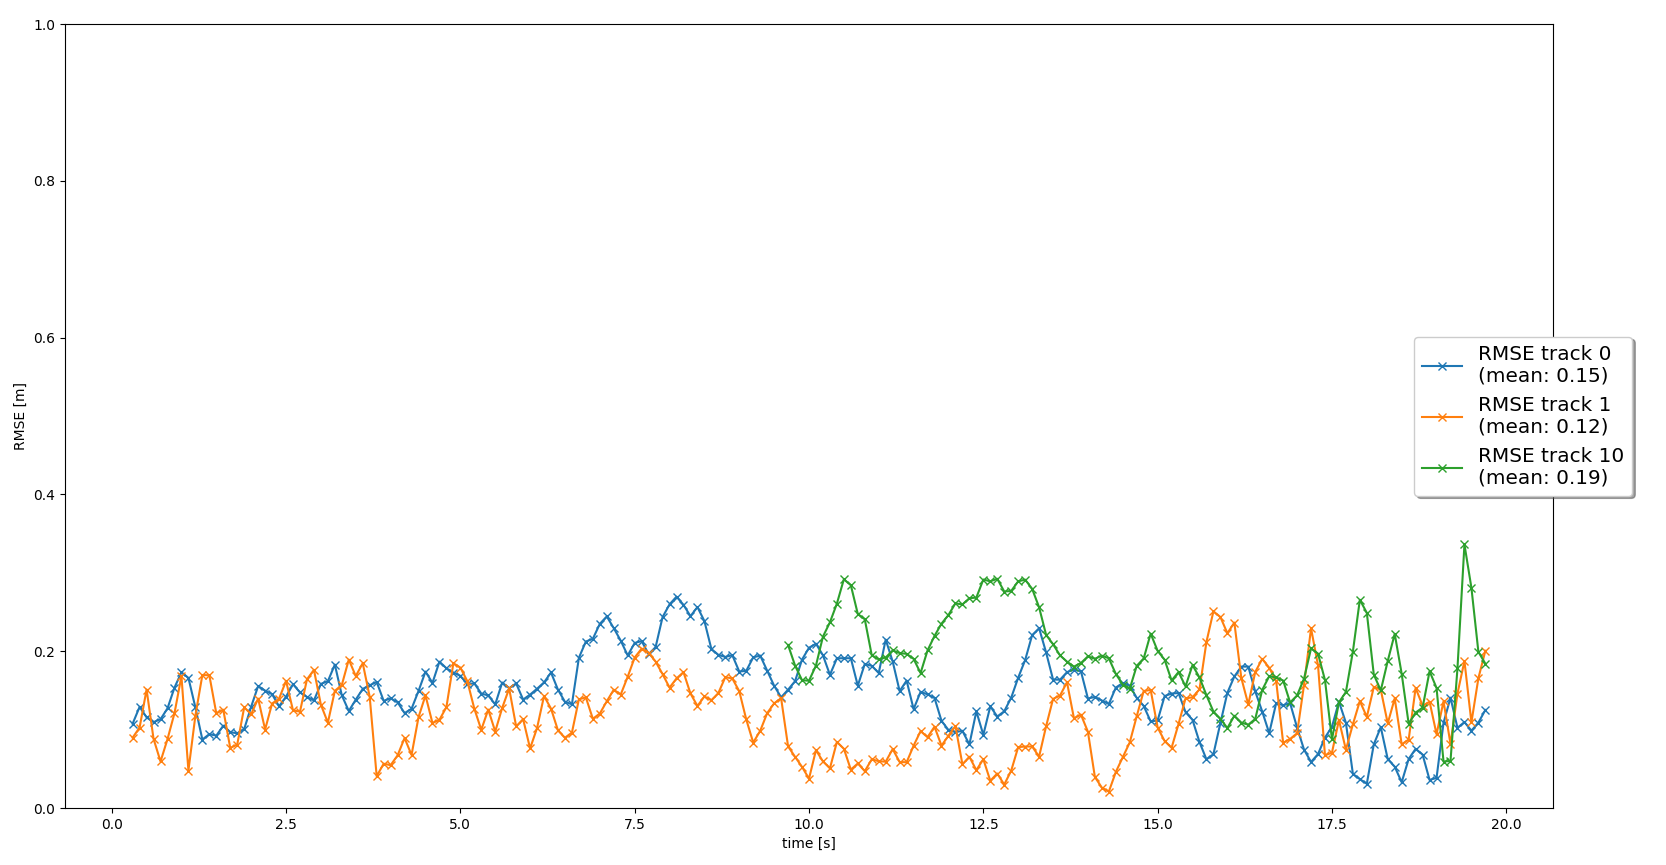 1.0
0.8
0.6
0.4
0.2
0.0
RMSE [m]
0.0 2.5 5.0 7.5 10.0 12.5 15.0 17.5 20.0
time [s]
RMSE track 0
(mean: 0.15)
RMSE track 1
(mean: 0.12)
RMSE track 10
(mean: 0.19)